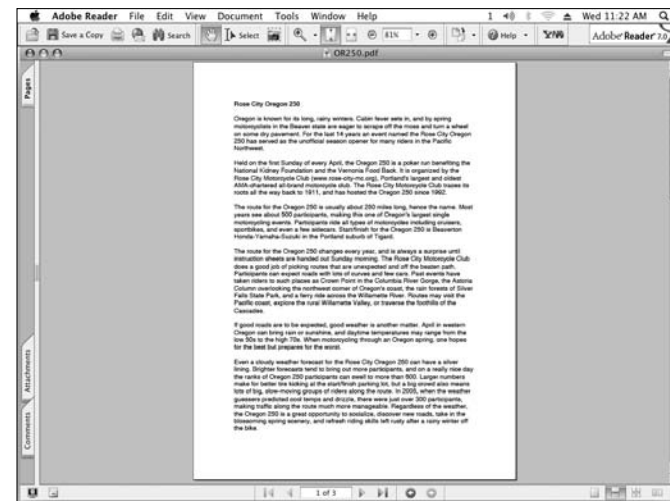 Adobe Reader File Edit View Document Tools Window Help 1 Wed 11:22 AM
Save a Copy Search Select 81% Help Adobe Reader 7.0
OR250.pdf
Pages
Rose City Oregon 250
Oregon is known for its long, rainy winters. Cabin fever sets in, and by spring
motorcyclists in the Beaver state are eager to scrape off the moss and turn a wheel
on some dry pavement. For the last 14 years an event named the Rose City Oregon
250 has served as the unofficial season opener for many riders in the Pacific
Northwest.
Held on the first Sunday of every April, the Oregon 250 is a poker run benefiting the
National Kidney Foundation and the Vernonia Food Back. It is organized by the
Rose City Motorcycle Club (www.rose-city-mc.org), Portland's largest and oldest
AMA-chartered all-brand motorcycle club. The Rose City Motorcycle Club traces its
roots all the way back to 1911, and has hosted the Oregon 250 since 1992.
The route for the Oregon 250 is usually about 250 miles long, hence the name. Most
years see about 500 participants, making this one of Oregon's largest single
motorcycling events. Participants ride all types of motorcycles including cruisers,
sportbikes, and even a few sidecars. Start/finish for the Oregon 250 is Beaverton
Honda-Yamaha-Suzuki in the Portland suburb of Tigard.
The route for the Oregon 250 changes every year, and is always a surprise until
instruction sheets are handed out Sunday morning. The Rose City Motorcycle Club
does a good job of picking routes that are unexpected and off the beaten path.
Participants can expect roads with lots of curves and few cars. Past events have
taken riders to such places as Crown Point in the Columbia River Gorge, the Astoria
Column overlooking the northwest corner of Oregon's coast, the rain forests of Silver
Falls State Park, and a ferry ride across the Willamette River. Routes may visit the
Pacific coast, explore the rural Willamette Valley, or traverse the foothills of the
Cascades.
If good roads are to be expected, good weather is another matter. April in western
Oregon can bring rain or sunshine, and daytime temperatures may range from the
low 50s to the high 70s. When motorcycling through an Oregon spring, one hopes
for the best but prepares for the worst.
Even a cloudy weather forecast for the Rose City Oregon 250 can have a silver
lining. Brighter forecasts tend to bring out more participants, and on a really nice day
the ranks of Oregon 250 participants can swell to more than 600. Larger numbers
make for better tire kicking at the start/finish parking lot, but a big crowd also means
lots of big, slow-moving groups of riders along the route. In 2005, when the weather
guessers predicted cool temps and drizzle, there were just over 300 participants,
making traffic along the route much more manageable. Regardless of the weather,
the Oregon 250 is a great opportunity to socialize, discover new roads, take in the
blossoming spring scenery, and refresh riding skills left rusty after a rainy winter off
the bike.
Attachments
Comments
1 of 3